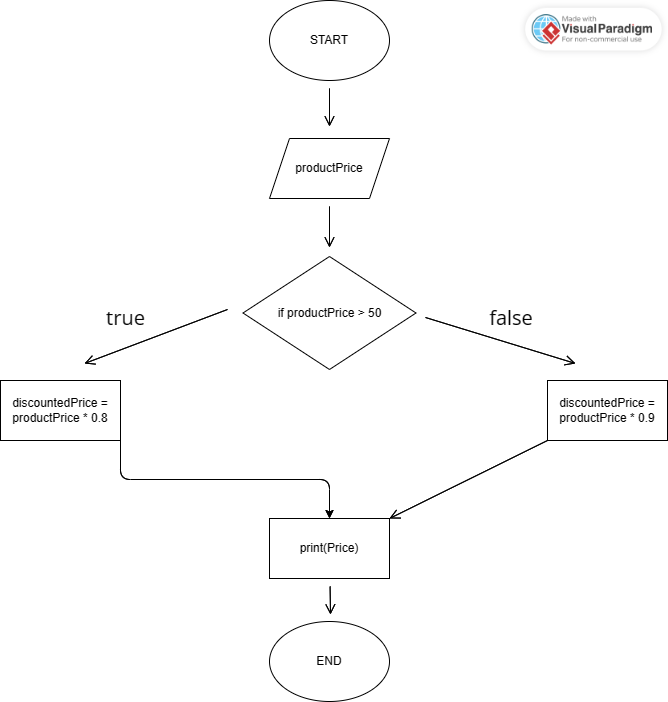 START
Made with
Visual Paradigm
For non-commercial use
productPrice
if productPrice > 50
true
false
discountedPrice =
productPrice * 0.8
discountedPrice =
productPrice * 0.9
print(Price)
END